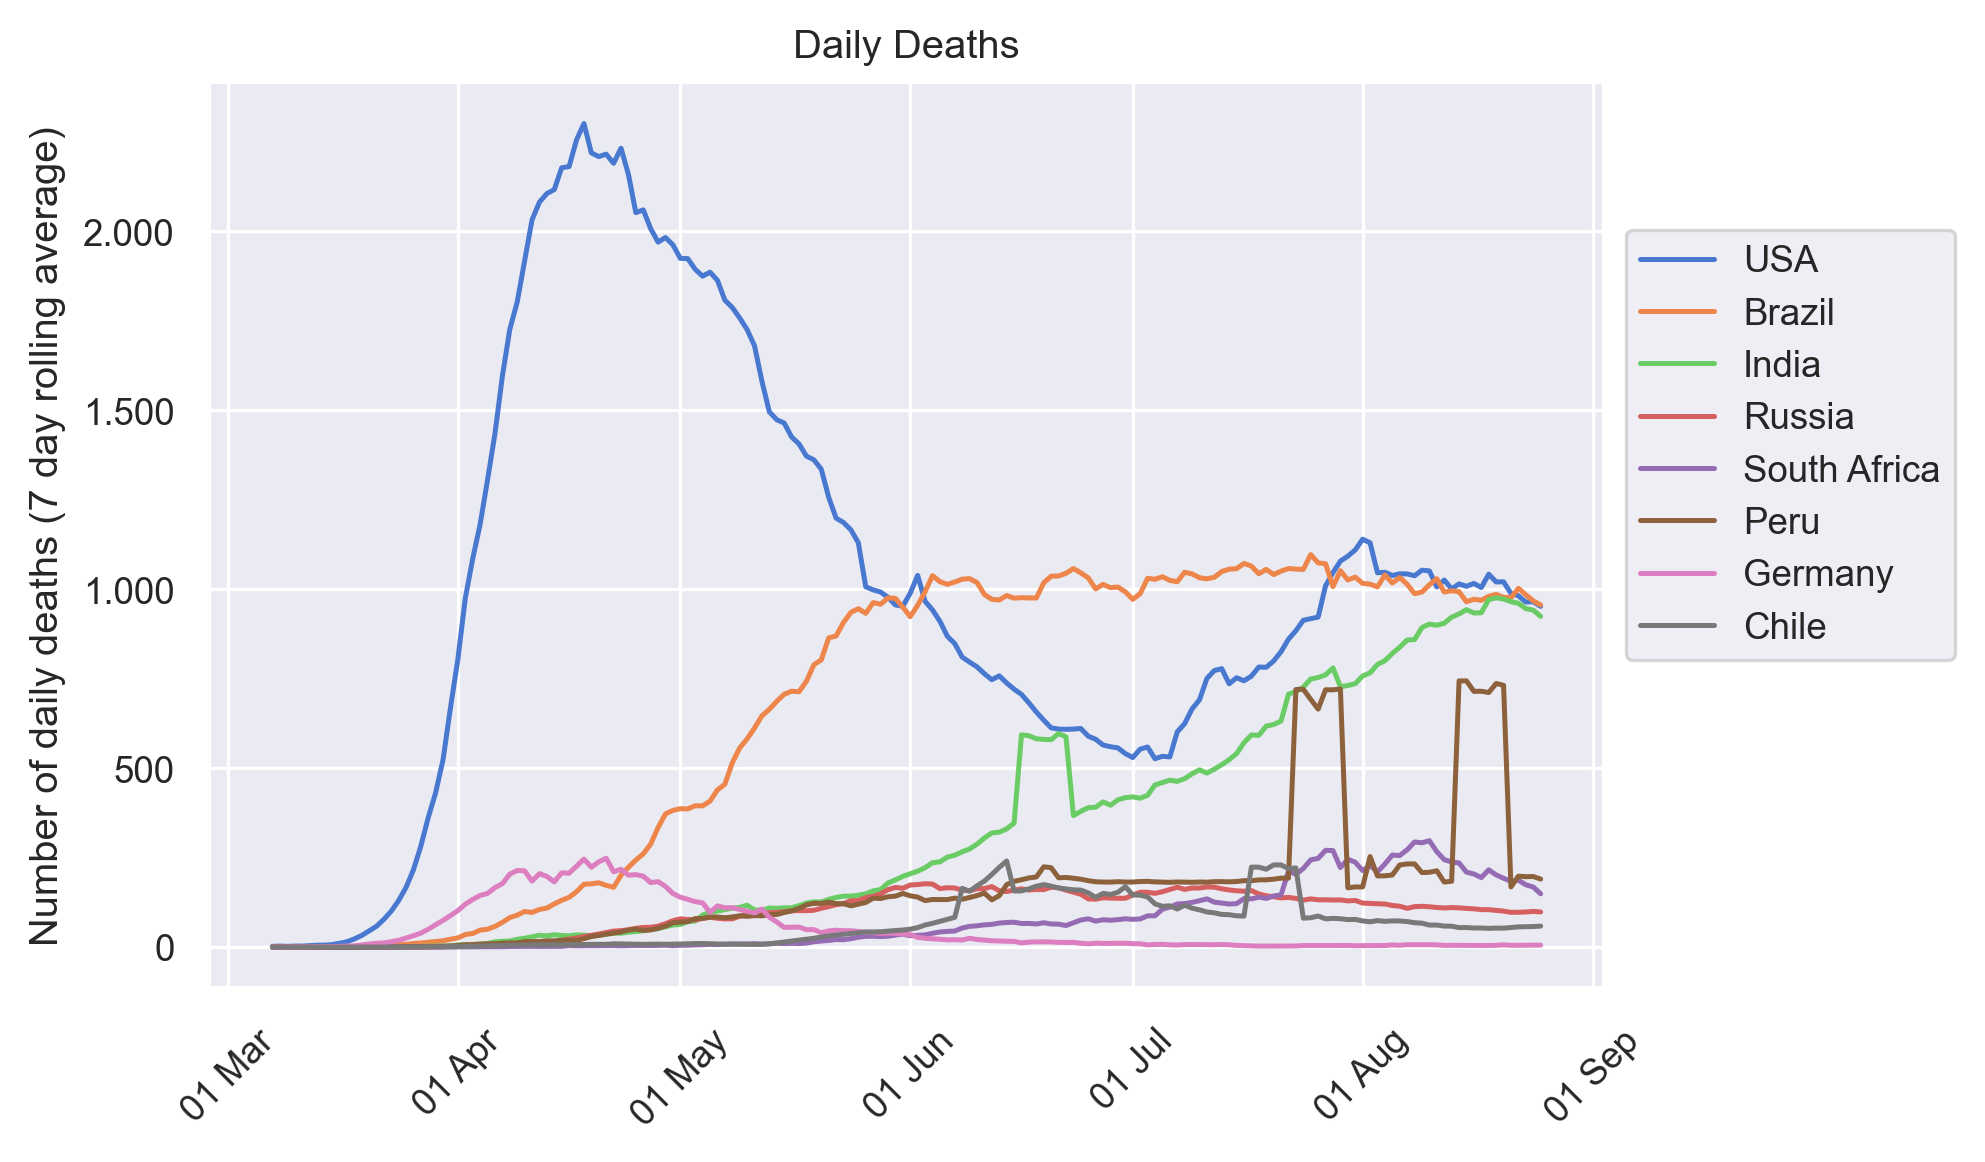 Daily Deaths
Number of daily deaths (7 day rolling average)
2.000
1.500
1.000
500
0
01 Mar
01 Apr
01 May
01 Jun
01 Jul
01 Aug
01 Sep
USA
Brazil
India
Russia
South Africa
Peru
Germany
Chile